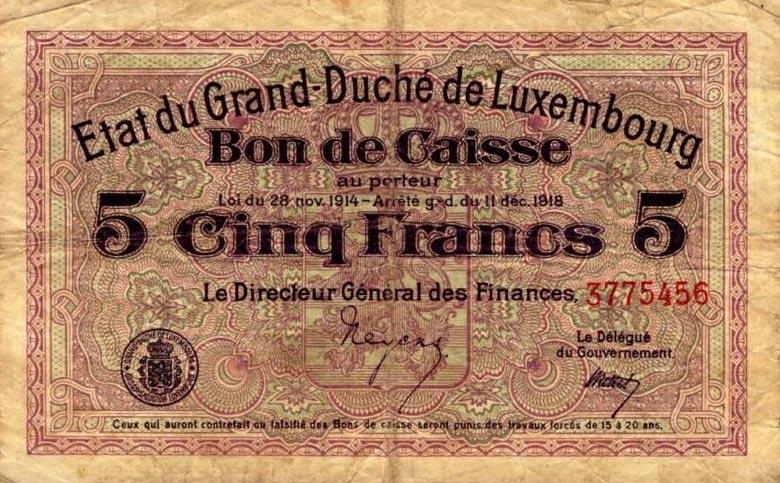 Etat du Grand-Duché de Luxembourg
Bon de Caisse
au porteur
Loi du 28 nov. 1914 – Arrêté g.-d. du 11 déc. 1918
5 Cinq Francs 5
Le Directeur Général des Finances, 3775456
Le Délégué
du Gouvernement.
Neyens
Ceux qui auront contrefait ou falsifié des Bons de caisse seront punis des travaux forcés de 15 à 20 ans.